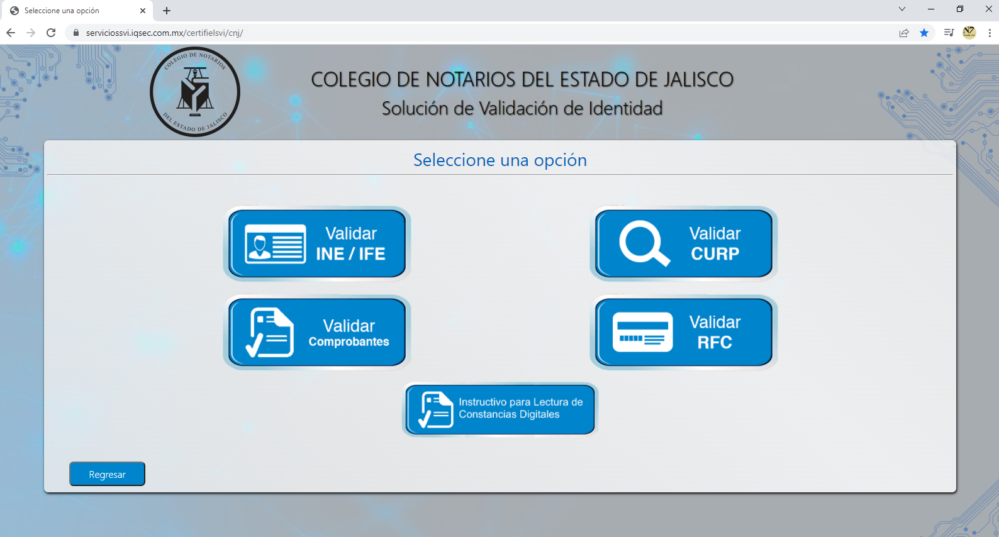 Seleccione una opción
serviciossvi.iqsec.com.mx/certifielsvi/cnj/
COLEGIO DE NOTARIOS
DEL ESTADO DE JALISCO
COLEGIO DE NOTARIOS DEL ESTADO DE JALISCO
Solución de Validación de Identidad
Seleccione una opción
Validar
INE / IFE
Validar
CURP
Validar
Comprobantes
Validar
RFC
Instructivo para Lectura de
Constancias Digitales
Regresar